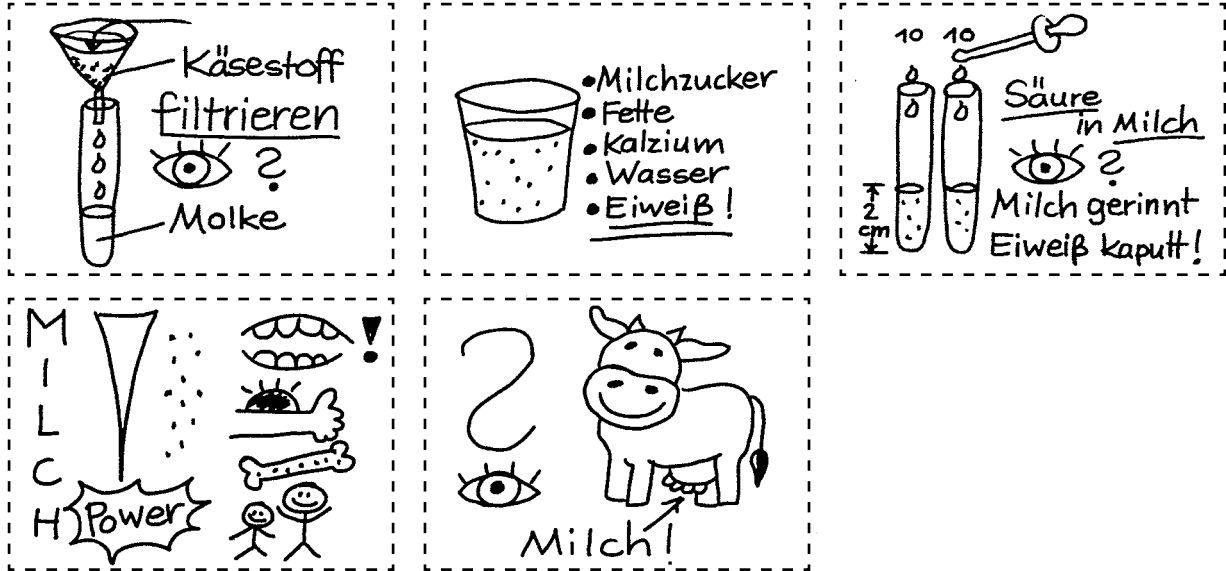 Käsestoff
filtrieren
?
Molke
•Milchzucker
•Fette
•Kalzium
•Wasser
•Eiweiß!
10 10
Säure
in Milch
?
2
cm
Milch gerinnt
Eiweiß kaputt!
MILCH
!
Power
?
Milch!